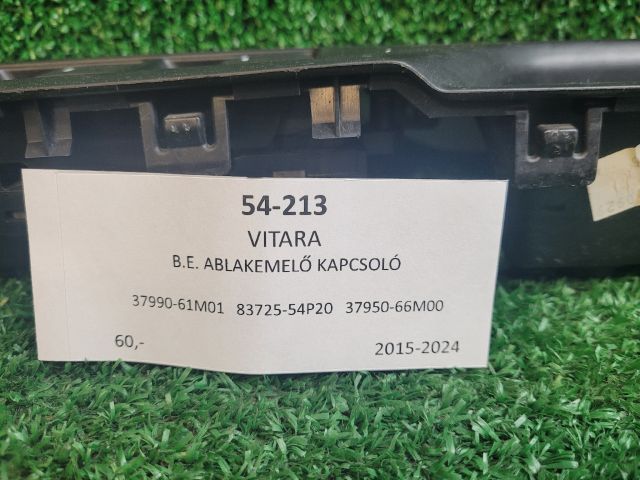 54-213
VITARA
B.E. ABLAKEMELŐ KAPCSOLÓ
37990-61M01 83725-54P20 37950-66M00
60,- 2015-2024